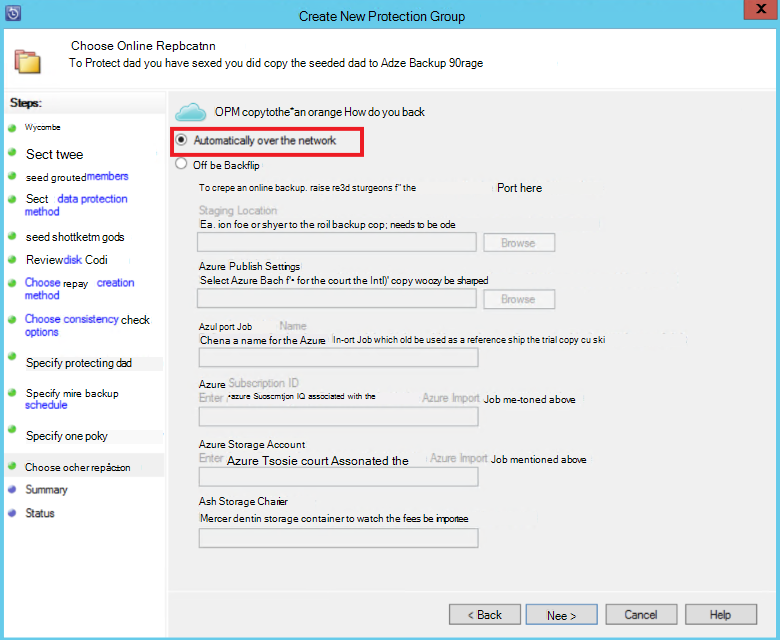 Create New Protection Group
X
Choose Online Repbcatnn
To Protect dad you have sexed you did copy the seeded dad to Adze Backup 90rage
Steps:
Wycombe
Sect twee
seed groutedmembers
Sect data protection
method
seed shottketm gods
Reviewdisk Codi
Choose repay creation
method
Choose consistency check
options
Specify protecting dad
Specify mire backup
schedule
Specify one poky
Choose ocher repâction
Summary
Status
OPM copytothe*an orange How do you back
Automatically over the network
Off be Backflip
To crepe an online backup. raise re3d sturgeons f" the Port here
Staging Location
Ea. ion foe or shyer to the roil backup cop; needs to be ode
Browse
Azure Publish Settings
'Select Azure Bach f'• for the court the Intl)' copy woozy be sharped
Browse
Azul port Job Name
Chena a name for the Azure In-ort Job which old be used as a reference ship the trial copy cu ski
Azure Subscription ID
Enter •azure Suoscmtjon IQ associated with the Azure Import Job me-toned above
Azure Storage Account
Enter Azure Tsosie court Assonated the Azure Import Job mentioned above
Ash Storage Charier
Mercer dentin storage container to watch the fees be importee
< Back
Nee >
Cancel
Help